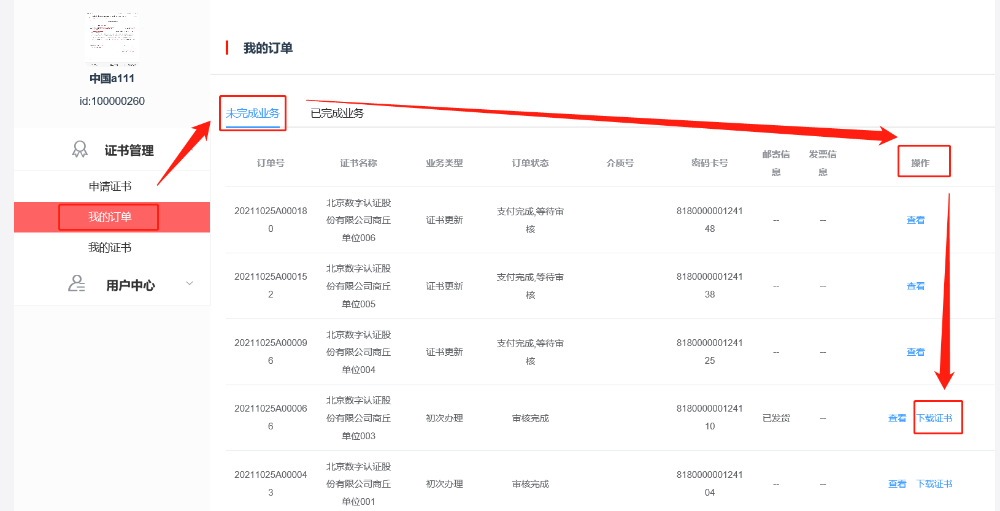 中国a111
id:100000260
证书管理
申请证书
我的订单
我的证书
用户中心
我的订单
未完成业务 已完成业务
订单号 证书名称 业务类型 订单状态 介质号 密码卡号 邮寄信息 发票信息 操作
20211025A000180 北京数字认证股份有限公司商丘单位006 证书更新 支付完成,等待审核 818000000124148 -- -- 查看
20211025A000152 北京数字认证股份有限公司商丘单位005 证书更新 支付完成,等待审核 818000000124138 -- -- 查看
20211025A000096 北京数字认证股份有限公司商丘单位004 证书更新 支付完成,等待审核 818000000124125 -- -- 查看
20211025A000066 北京数字认证股份有限公司商丘单位003 初次办理 审核完成 818000000124110 已发货 -- 查看 下载证书
20211025A000043 北京数字认证股份有限公司商丘单位001 初次办理 审核完成 818000000124104 -- -- 查看 下载证书